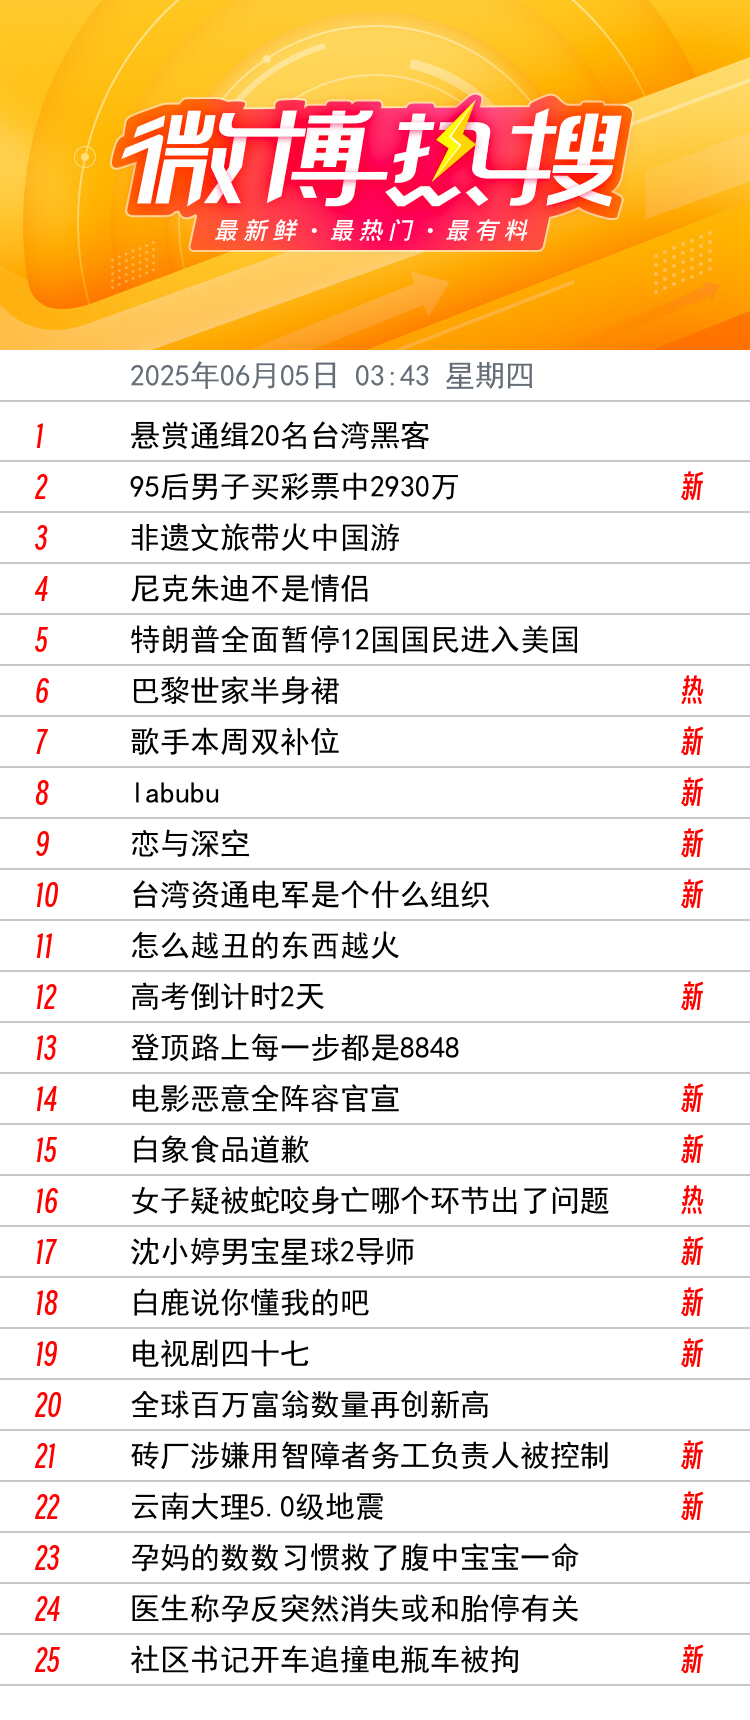 微博热搜
最新鲜·最热门·最有料
2025年06月05日 03:43 星期四
1 悬赏通缉20名台湾黑客
2 95后男子买彩票中2930万 新
3 非遗文旅带火中国游
4 尼克朱迪不是情侣
5 特朗普全面暂停12国国民进入美国
6 巴黎世家半身裙 热
7 歌手本周双补位 新
8 labubu 新
9 恋与深空 新
10 台湾资通电军是个什么组织 新
11 怎么越丑的东西越火
12 高考倒计时2天 新
13 登顶路上每一步都是8848
14 电影恶意全阵容官宣 新
15 白象食品道歉 新
16 女子疑被蛇咬身亡哪个环节出了问题 热
17 沈小婷男宝星球2导师 新
18 白鹿说你懂我的吧 新
19 电视剧四十七 新
20 全球百万富翁数量再创新高
21 砖厂涉嫌用智障者务工负责人被控制 新
22 云南大理5.0级地震 新
23 孕妈的数数习惯救了腹中宝宝一命
24 医生称孕反突然消失或和胎停有关
25 社区书记开车追撞电瓶车被拘 新